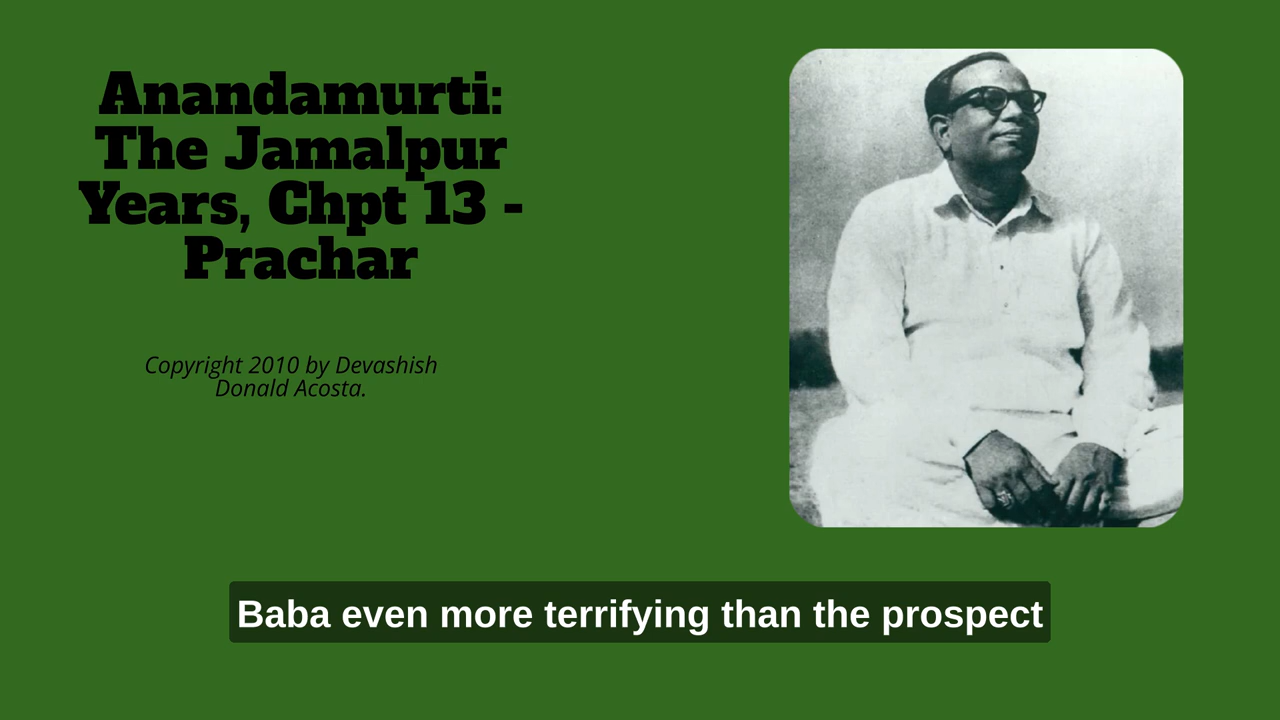 Anandamurti:
The Jamalpur
Years, Chpt 13 -
Prachar
Copyright 2010 by Devashish
Donald Acosta.
Baba even more terrifying than the prospect